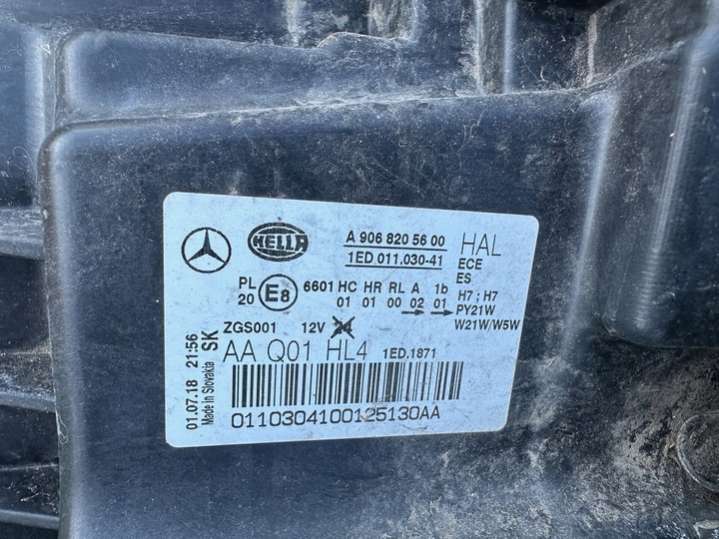 HELLA
A 906 820 56 00
1ED 011.030-41
HAL
ECE
ES
PL
20
E8
6601 HC HR RL A 1b
01 01 00 02 01
H7 ; H7
PY21W
W21W/W5W
ZGS001 12V 24
AA Q01 HL4 1ED.1871
0110304100125130AA
01.07.18 21:56
Made in Slovakia
SK